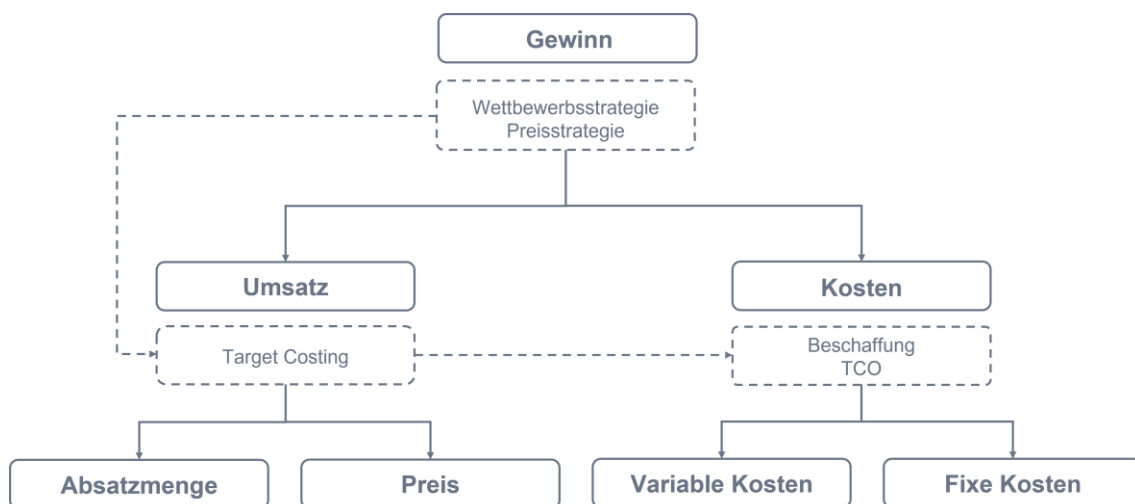 Gewinn
Wettbewerbsstrategie
Preisstrategie
Umsatz
Kosten
Target Costing
Beschaffung
TCO
Absatzmenge
Preis
Variable Kosten
Fixe Kosten